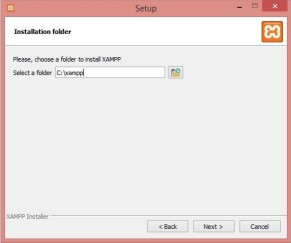 Setup
Installation folder
Please, choose a folder to install XAMPP
Select a folder C:\xampp
XAMPP Installer
< Back Next > Cancel